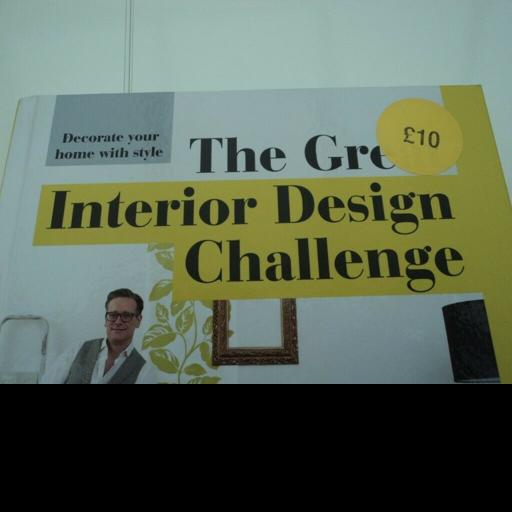 Decorate your
home with style
The Gre
£10
Interior Design
Challenge